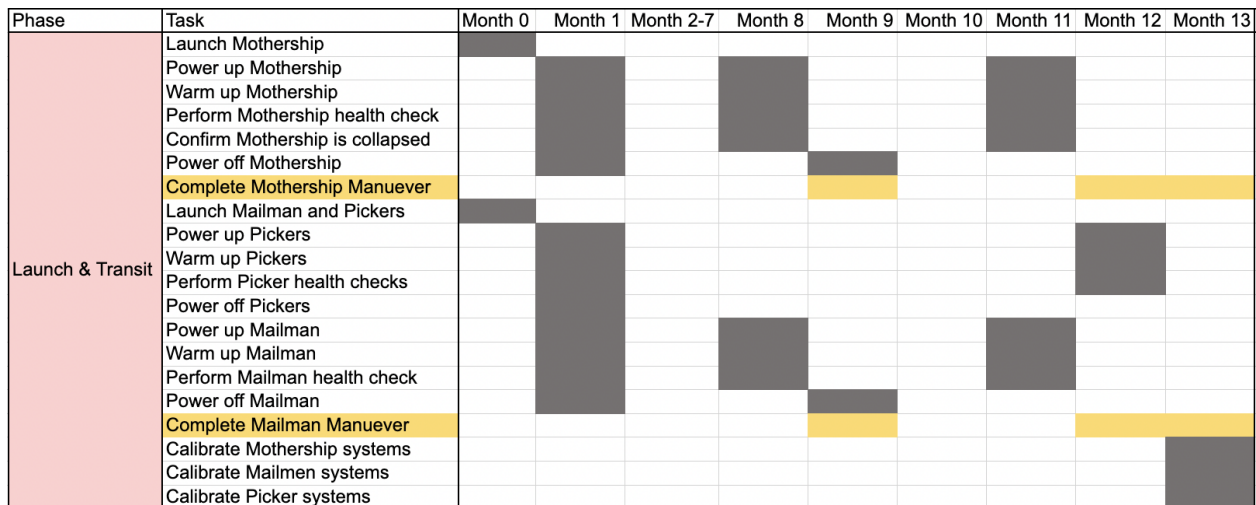 Phase Task Month 0 Month 1 Month 2-7 Month 8 Month 9 Month 10 Month 11 Month 12 Month 13
Launch Mothership
Power up Mothership
Warm up Mothership
Perform Mothership health check
Confirm Mothership is collapsed
Power off Mothership
Complete Mothership Manuever
Launch Mailman and Pickers
Power up Pickers
Warm up Pickers
Launch & Transit
Perform Picker health checks
Power off Pickers
Power up Mailman
Warm up Mailman
Perform Mailman health check
Power off Mailman
Complete Mailman Manuever
Calibrate Mothership systems
Calibrate Mailmen systems
Calibrate Picker systems